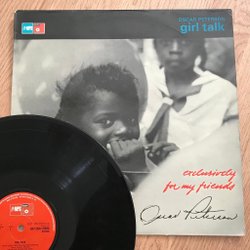 OSCAR PETERSON
girl talk
MPS
exclusively
for my friends
Oscar Peterson